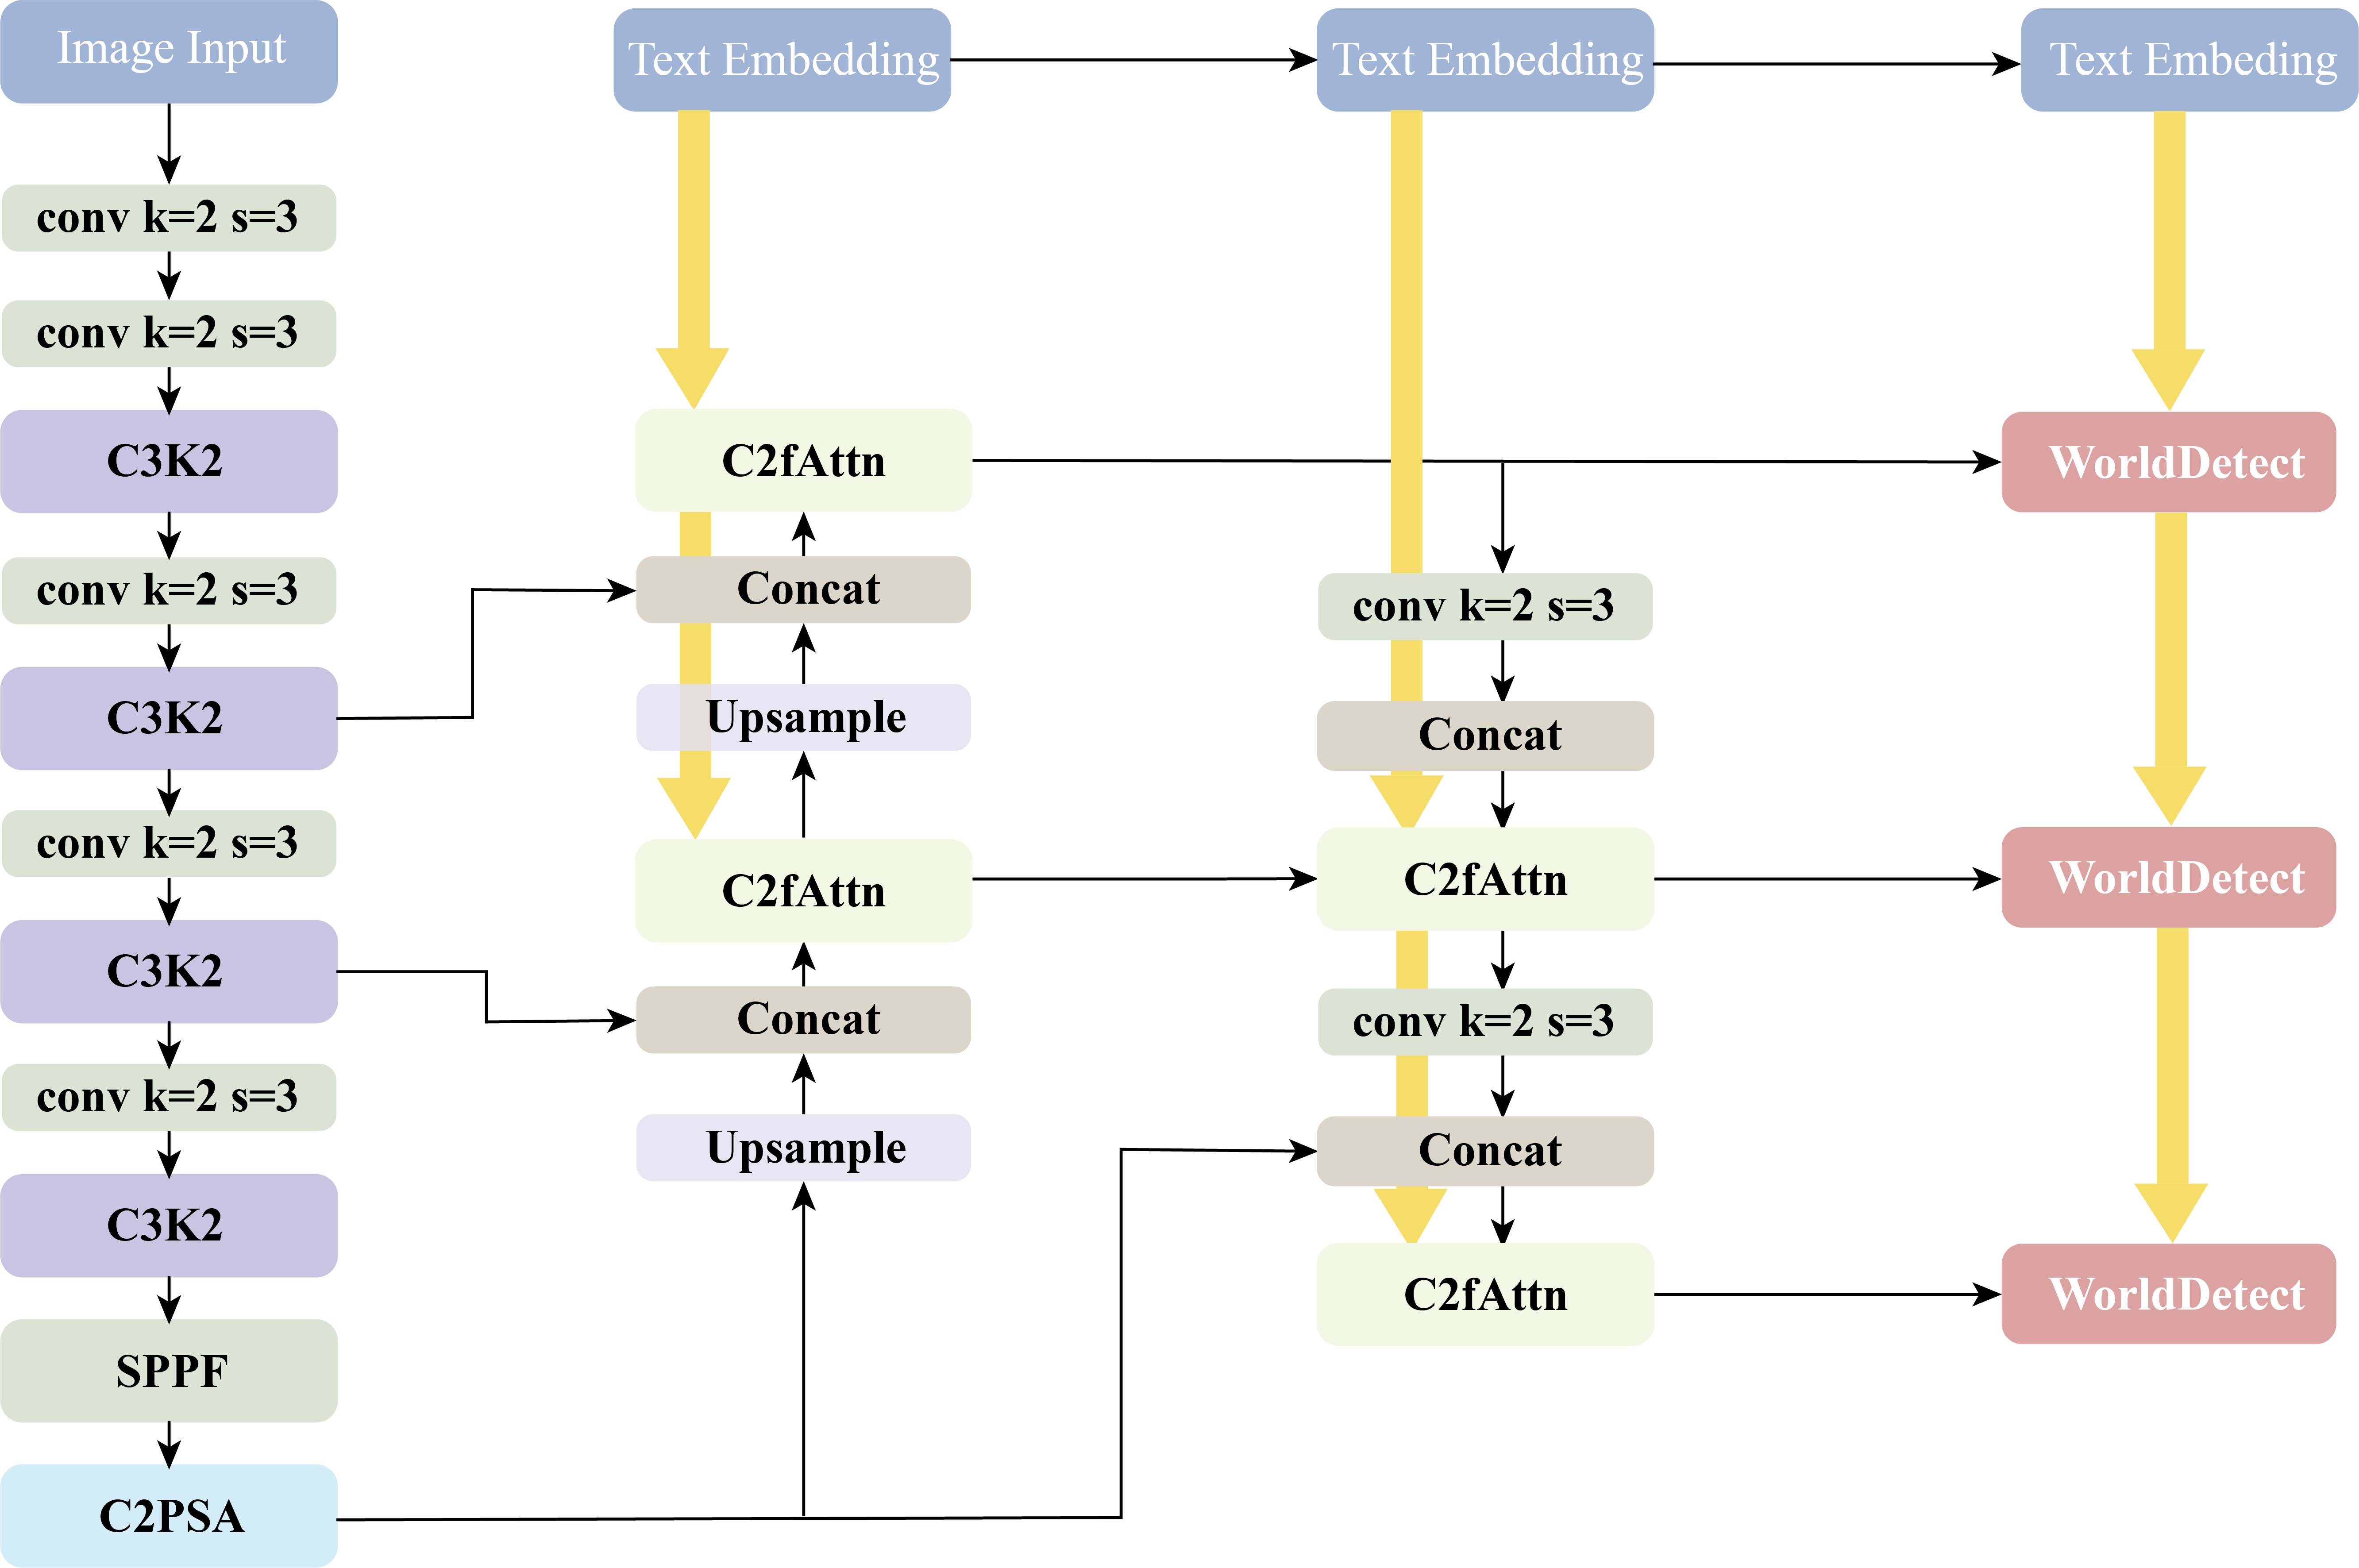 Image Input
conv k=2 s=3
conv k=2 s=3
C3K2
conv k=2 s=3
C3K2
conv k=2 s=3
C3K2
conv k=2 s=3
C3K2
SPPF
C2PSA
Text Embedding
C2fAttn
Concat
Upsample
C2fAttn
Concat
Upsample
Text Embedding
conv k=2 s=3
Concat
C2fAttn
conv k=2 s=3
Concat
C2fAttn
Text Embeding
WorldDetect
WorldDetect
WorldDetect